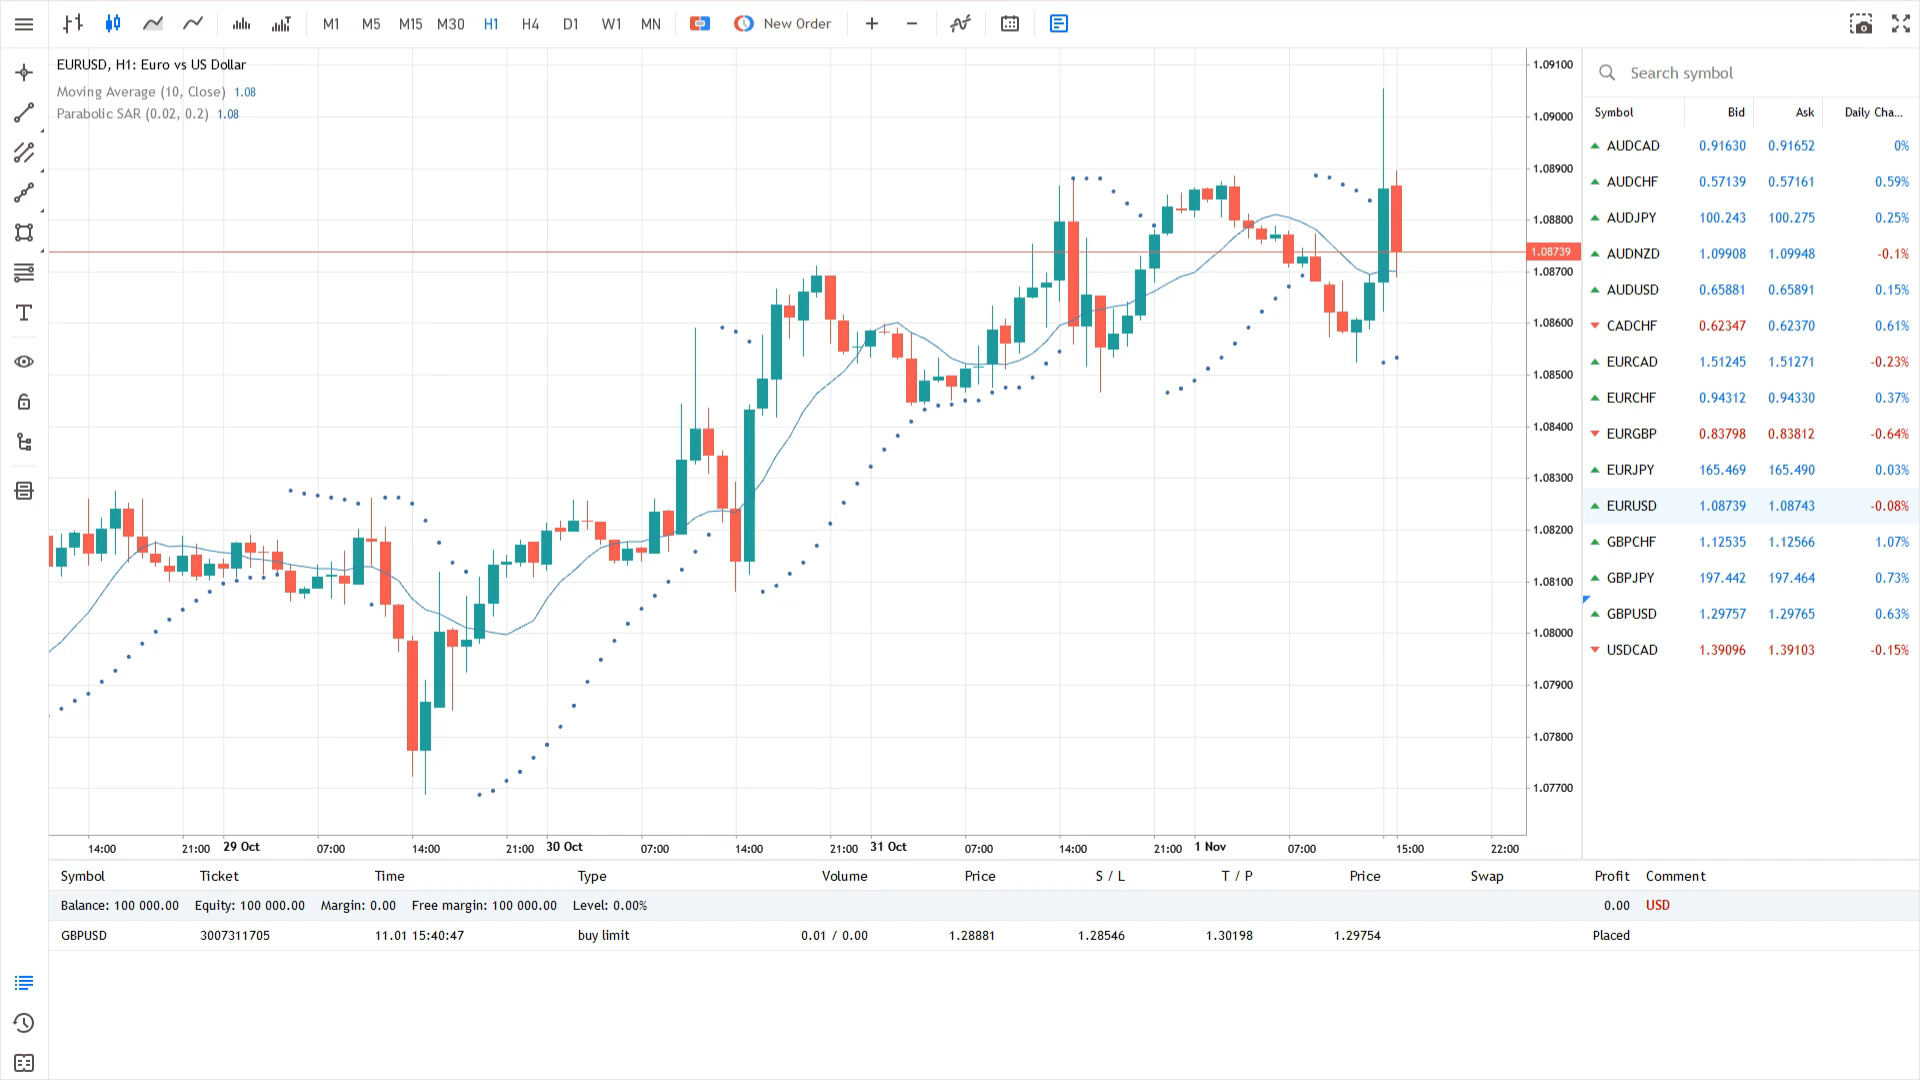 M1 M5 M15 M30 H1 H4 D1 W1 MN New Order
EURUSD, H1: Euro vs US Dollar
Moving Average (10, Close) 1.08
Parabolic SAR (0.02, 0.2) 1.08
1.09100
1.09000
1.08900
1.08800
1.08739
1.08700
1.08600
1.08500
1.08400
1.08300
1.08200
1.08100
1.08000
1.07900
1.07800
1.07700
14:00 21:00 29 Oct 07:00 14:00 21:00 30 Oct 07:00 14:00 21:00 31 Oct 07:00 14:00 21:00 1 Nov 07:00 15:00 22:00
Search symbol
Symbol Bid Ask Daily Cha...
AUDCAD 0.91630 0.91652 0%
AUDCHF 0.57139 0.57161 0.59%
AUDJPY 100.243 100.275 0.25%
AUDNZD 1.09908 1.09948 -0.1%
AUDUSD 0.65881 0.65891 0.15%
CADCHF 0.62347 0.62370 0.61%
EURCAD 1.51245 1.51271 -0.23%
EURCHF 0.94312 0.94330 0.37%
EURGBP 0.83798 0.83812 -0.64%
EURJPY 165.469 165.490 0.03%
EURUSD 1.08739 1.08743 -0.08%
GBPCHF 1.12535 1.12566 1.07%
GBPJPY 197.442 197.464 0.73%
GBPUSD 1.29757 1.29765 0.63%
USDCAD 1.39096 1.39103 -0.15%
Symbol Ticket Time Type Volume Price S / L T / P Price Swap Profit Comment
Balance: 100 000.00 Equity: 100 000.00 Margin: 0.00 Free margin: 100 000.00 Level: 0.00% 0.00 USD
GBPUSD 3007311705 11.01 15:40:47 buy limit 0.01 / 0.00 1.28881 1.28546 1.30198 1.29754 Placed